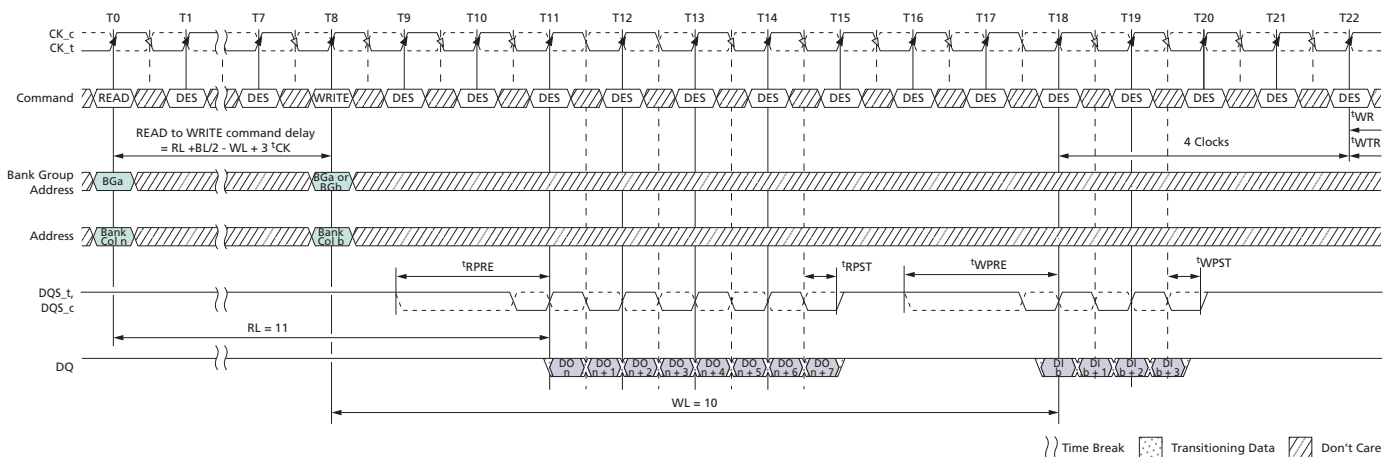 T0 T1 T7 T8 T9 T10 T11 T12 T13 T14 T15 T16 T17 T18 T19 T20 T21 T22
CK_c
CK_t
Command READ DES DES WRITE DES DES DES DES DES DES DES DES DES DES DES DES DES DES
tWR
READ to WRITE command delay
= RL +BL/2 - WL + 3 tCK
4 Clocks
tWTR
Bank Group
Address
BGa
BGa or
BGb
Address
Bank
Col n
Bank
Col b
tRPRE tRPST tWPRE tWPST
DQS_t,
DQS_c
RL = 11
DQ
DO
n
DO
n + 1
DO
n + 2
DO
n + 3
DO
n + 4
DO
n + 5
DO
n + 6
DO
n + 7
DI
b
DI
b + 1
DI
b + 2
DI
b + 3
WL = 10
Time Break Transitioning Data Don't Care